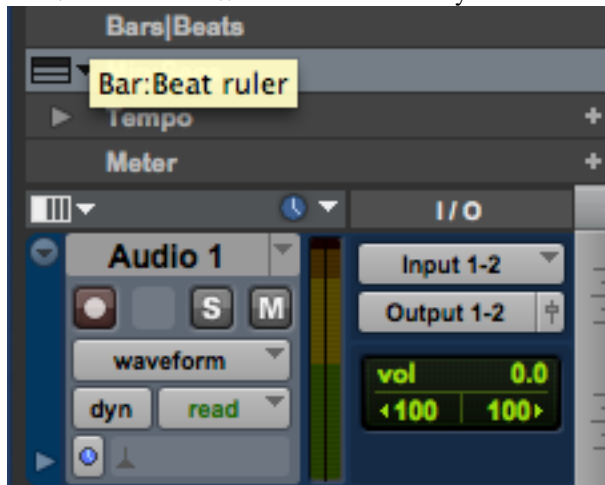 Bars|Beats
Bar:Beat ruler
Tempo
Meter
I/O
Audio 1
Input 1-2
S M
Output 1-2
waveform
vol 0.0
dyn read
100 100